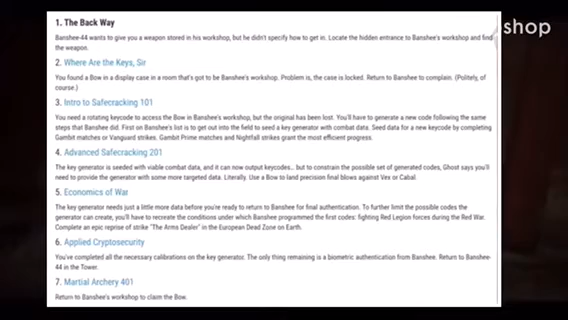 shop
1. The Back Way
Banshee-44 wants to give you a weapon stored in his workshop, but he didn't specify how to get in. Locate the hidden entrance to Banshee's workshop and find
the weapon.
2. Where Are the Keys, Sir
You found a Bow in a display case in a room that's got to be Banshee's workshop. Problem is, the case is locked. Return to Banshee to complain. (Politely, of
course.)
3. Intro to Safecracking 101
You need a rotating keycode to access the Bow in Banshee's workshop, but the original has been lost. You'll have to generate a new code following the same
steps that Banshee did. First on Banshee's list is to get out into the field to seed a key generator with combat data. Seed data for a new keycode by completing
Gambit matches or Vanguard strikes. Gambit Prime matches and Nightfall strikes grant the most efficient progress.
4. Advanced Safecracking 201
The key generator is seeded with viable combat data, and it can now output keycodes... but to constrain the possible set of generated codes, Ghost says you'll
need to provide the generator with some more targeted data. Literally. Use a Bow to land precision final blows against Vex or Cabal.
5. Economics of War
The key generator needs just a little more data before you're ready to return to Banshee for final authentication. To further limit the possible codes the
generator can create, you'll have to recreate the conditions under which Banshee programmed the first codes: fighting Red Legion forces during the Red War.
Complete an epic reprise of strike "The Arms Dealer" in the European Dead Zone on Earth.
6. Applied Cryptosecurity
You've completed all the necessary calibrations on the key generator. The only thing remaining is a biometric authentication from Banshee. Return to Banshee-
44 in the Tower.
7. Martial Archery 401
Return to Banshee's workshop to claim the Bow.